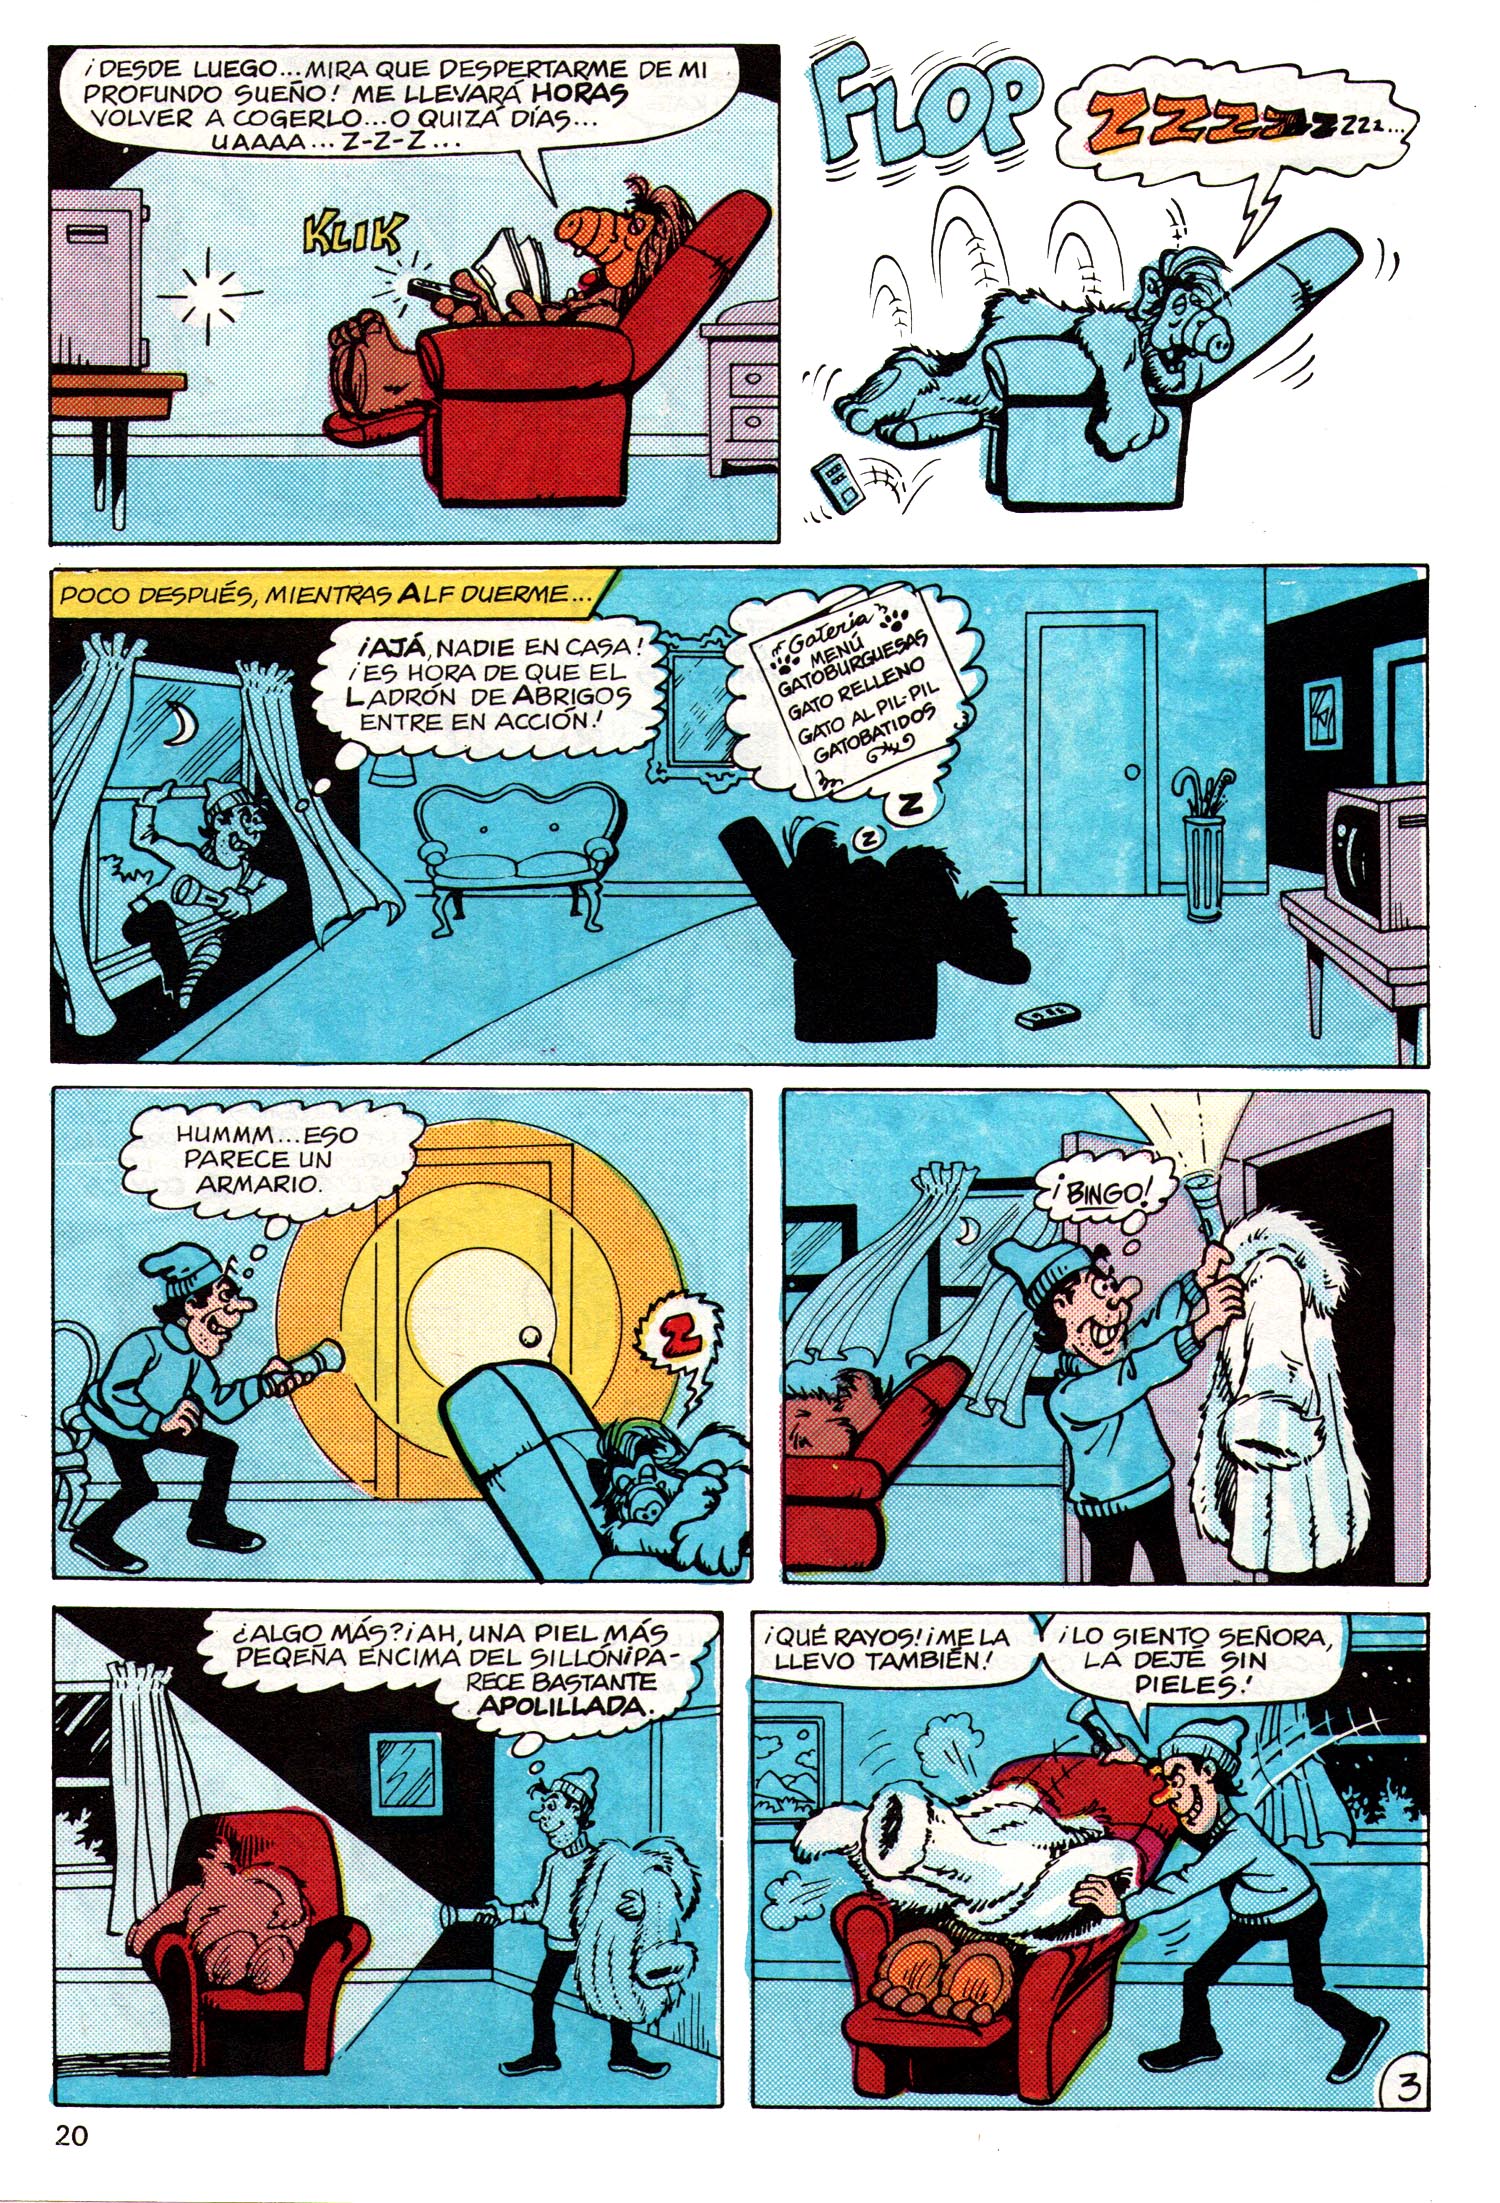 ¡DESDE LUEGO...MIRA QUE DESPERTARME DE MI
PROFUNDO SUEÑO! ME LLEVARÁ HORAS
VOLVER A COGERLO...O QUIZÁ DÍAS...
UAAAA... Z-Z-Z...
KLIK
FLOP
ZZZZZZZZ...
POCO DESPUÉS, MIENTRAS ALF DUERME...
¡AJÁ, NADIE EN CASA!
¡ES HORA DE QUE EL
LADRÓN DE ABRIGOS
ENTRE EN ACCIÓN!
Gatería
MENÚ
GATOBURGUESAS
GATO RELLENO
GATO AL PIL-PIL
GATOBATIDOS
Z
Z
HUMMM...ESO
PARECE UN
ARMARIO.
Z
¡BINGO!
¿ALGO MÁS? ¡AH, UNA PIEL MÁS
PEQEÑA ENCIMA DEL SILLÓN! ¡PA-
RECE BASTANTE
APOLILLADA.
¡QUÉ RAYOS! ¡ME LA
LLEVO TAMBIÉN!
¡LO SIENTO SEÑORA,
LA DEJÉ SIN
PIELES!
3
20